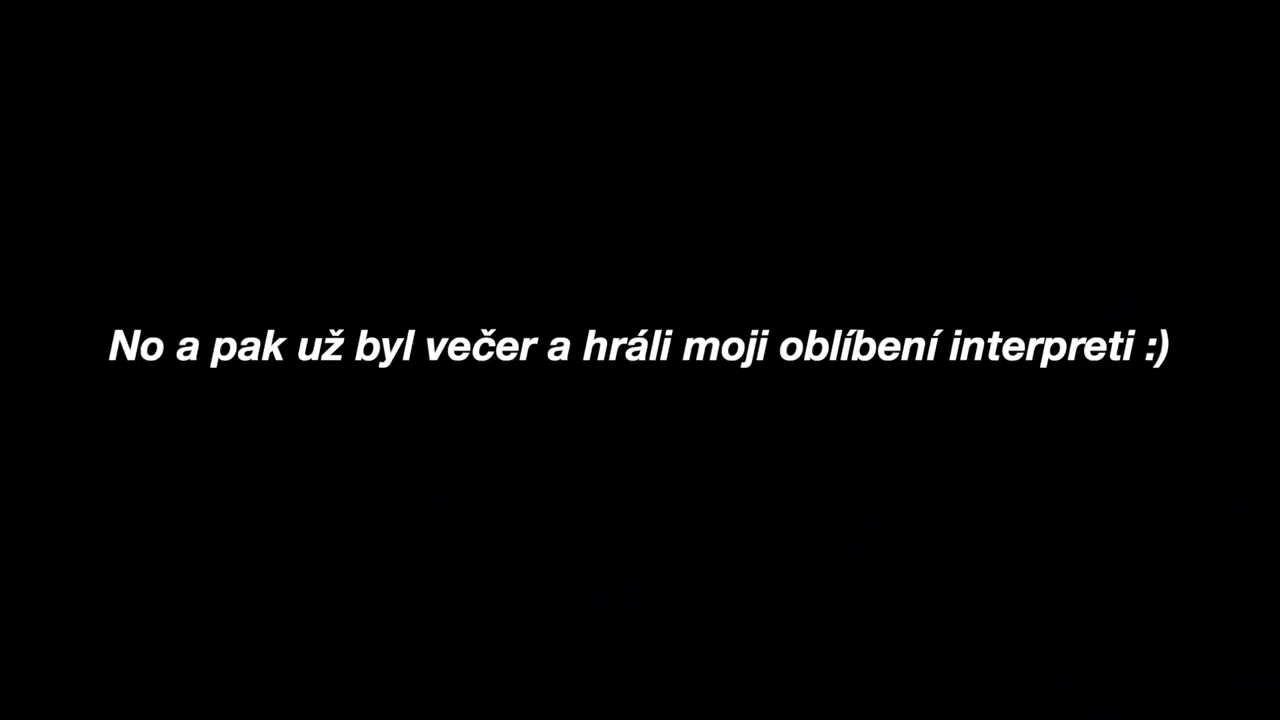 No a pak už byl večer a hráli moji oblíbení interpreti :)